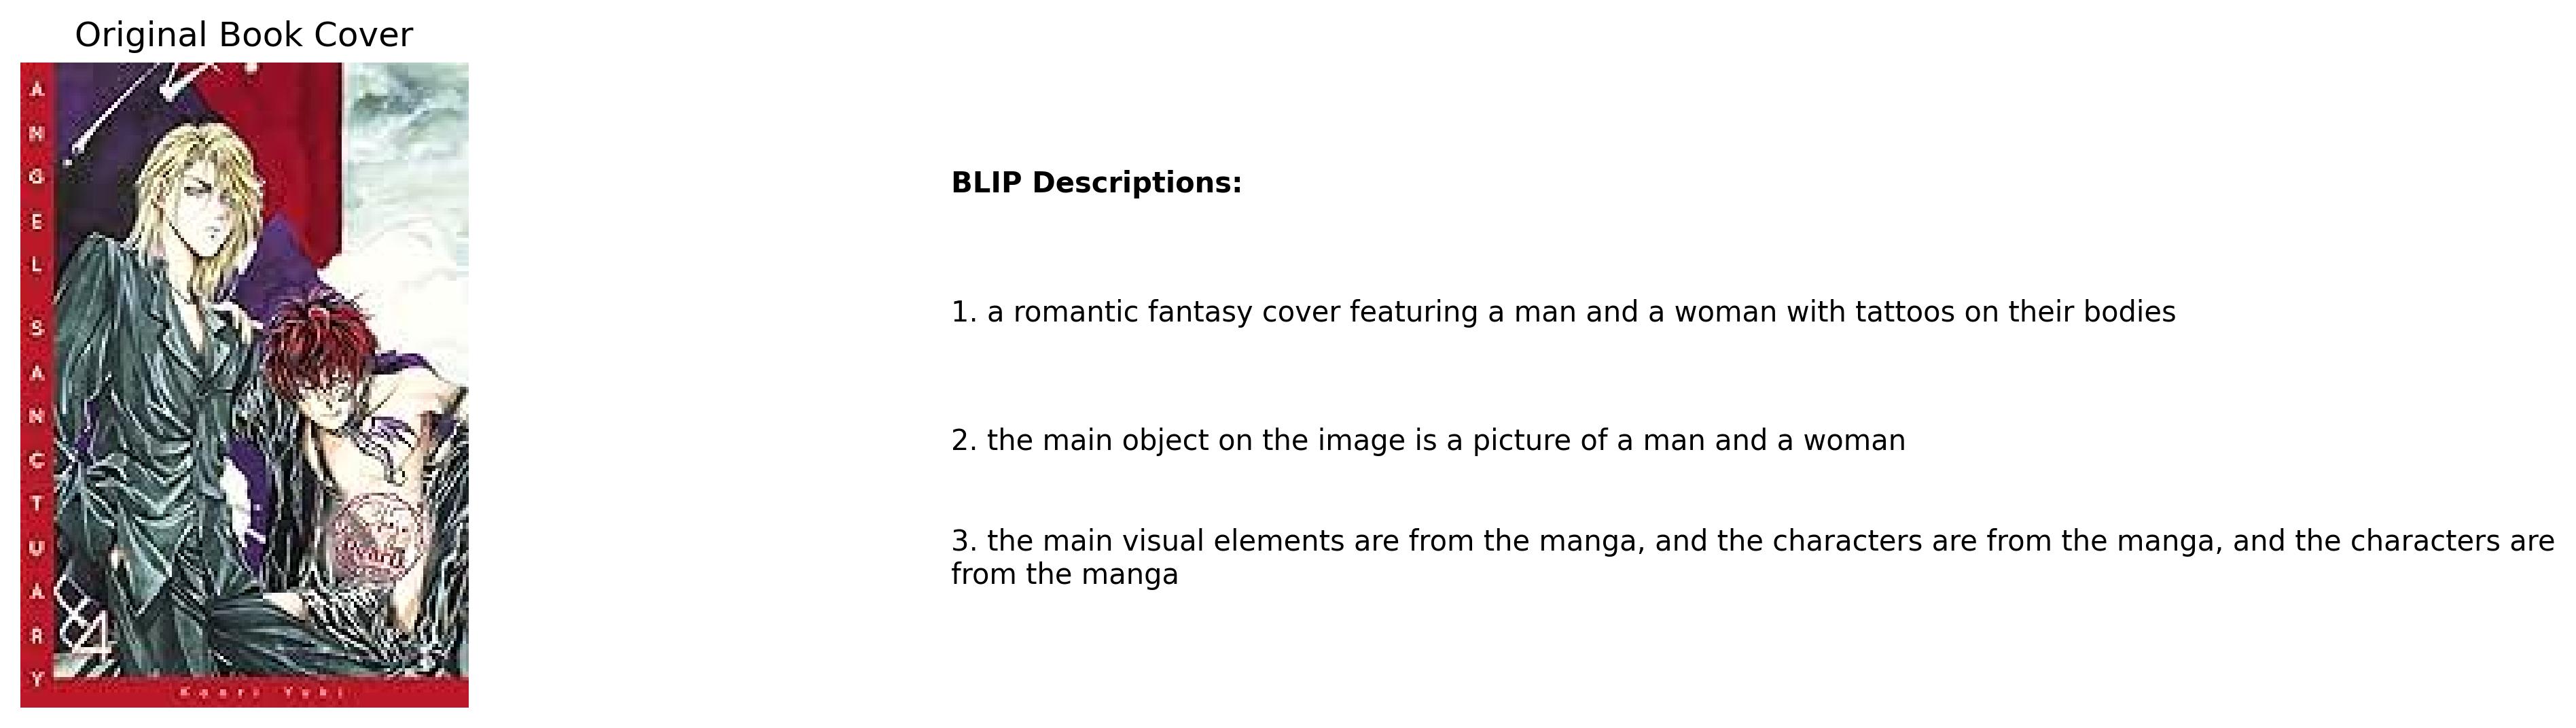 Original Book Cover
ANGEL SANCTUARY
4
Kaori Yuki
BLIP Descriptions:
1. a romantic fantasy cover featuring a man and a woman with tattoos on their bodies
2. the main object on the image is a picture of a man and a woman
3. the main visual elements are from the manga, and the characters are from the manga, and the characters are
from the manga